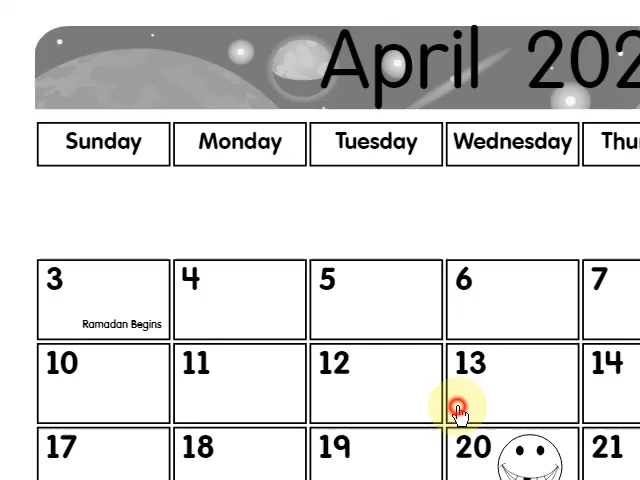 April 202
Sunday Monday Tuesday Wednesday Thu
3 4 5 6 7
Ramadan Begins
10 11 12 13 14
17 18 19 20 21